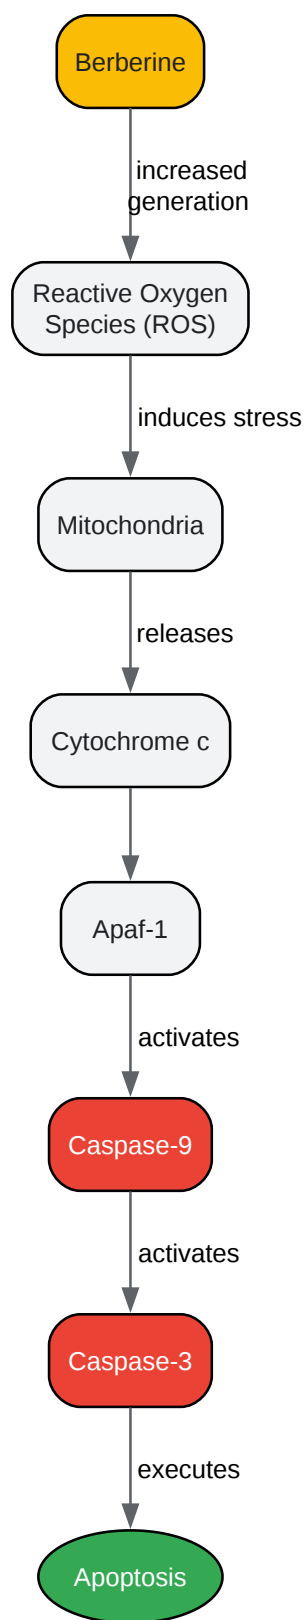 Berberine
increased
generation
Reactive Oxygen
Species (ROS)
induces stress
Mitochondria
releases
Cytochrome c
Apaf-1
activates
Caspase-9
activates
Caspase-3
executes
Apoptosis